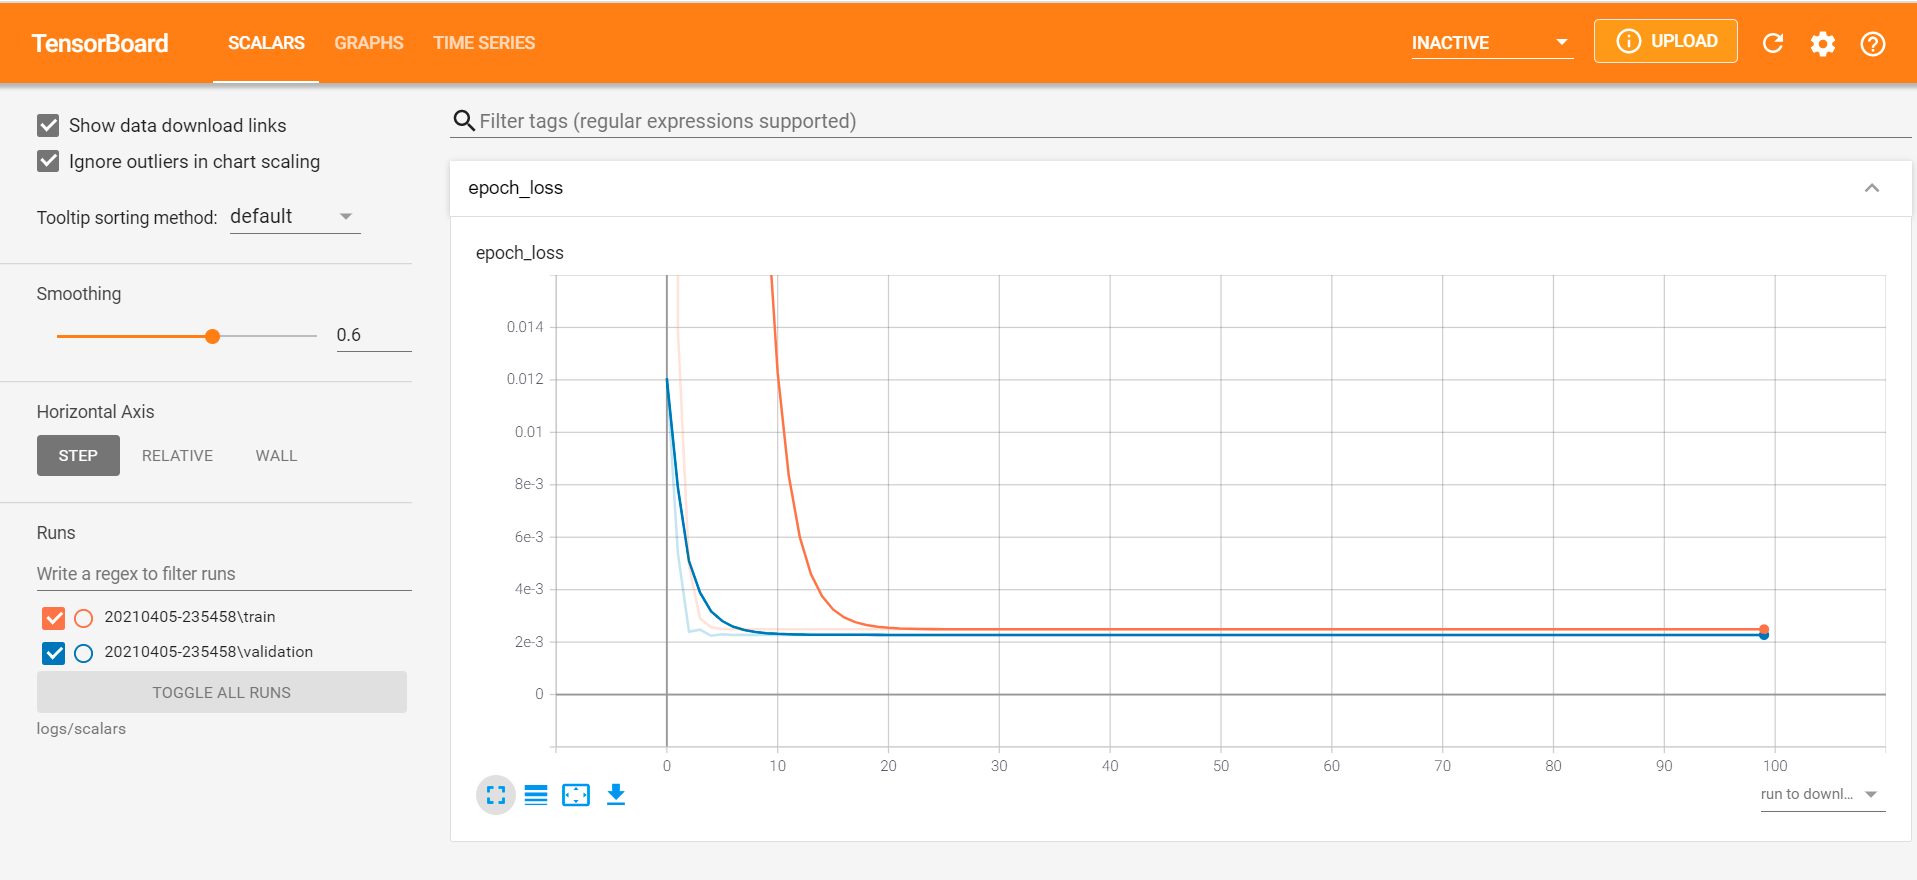 TensorBoard SCALARS GRAPHS TIME SERIES INACTIVE UPLOAD
Show data download links
Ignore outliers in chart scaling
Tooltip sorting method: default
Smoothing
0.6
Horizontal Axis
STEP RELATIVE WALL
Runs
Write a regex to filter runs
20210405-235458\train
20210405-235458\validation
TOGGLE ALL RUNS
logs/scalars
Filter tags (regular expressions supported)
epoch_loss
epoch_loss
0.014
0.012
0.01
8e-3
6e-3
4e-3
2e-3
0
0 10 20 30 40 50 60 70 80 90 100
run to downl...